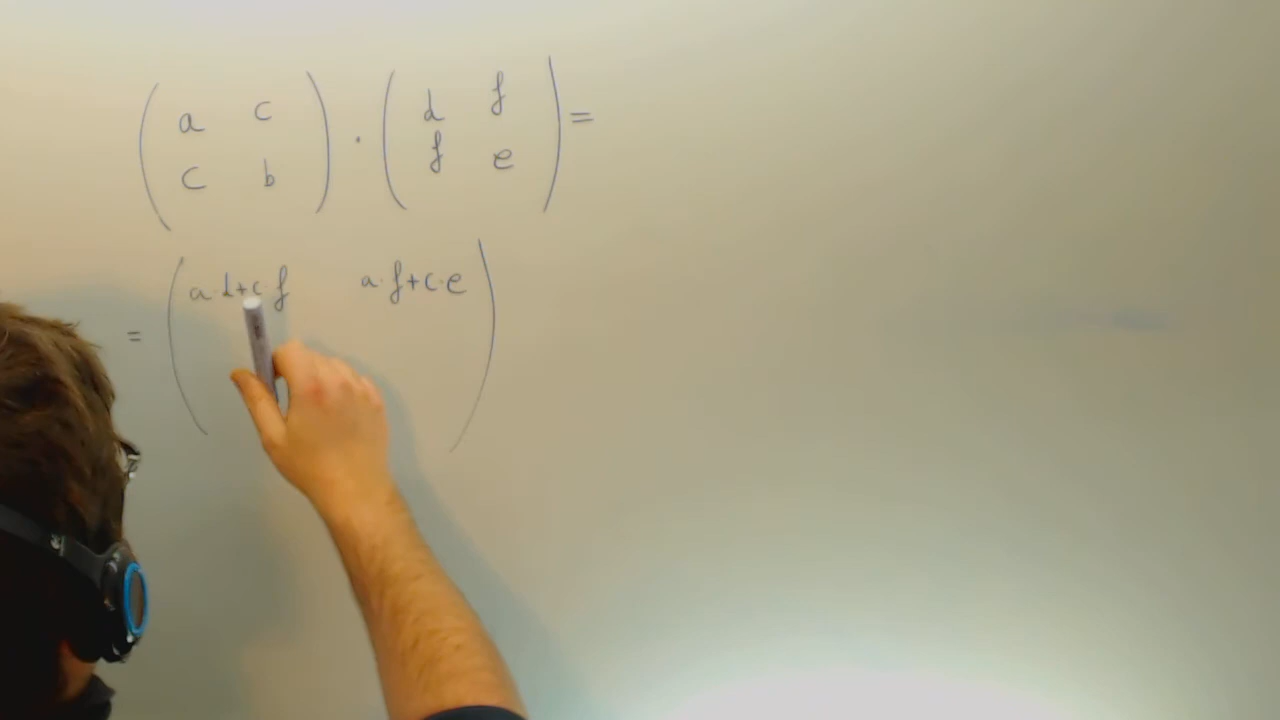 ( a c ) · ( d f ) =
( c b ) ( f e )
= ( a·d+c·f a·f+c·e )